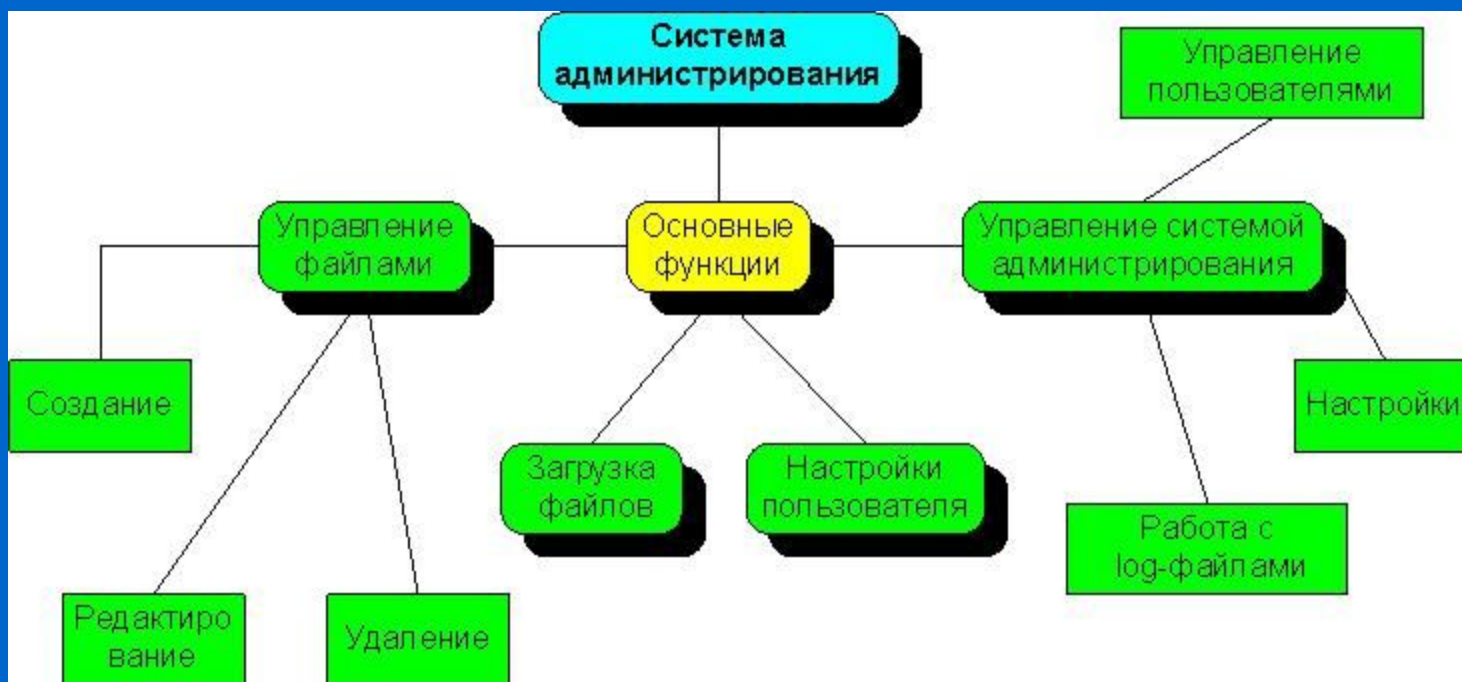 Система
администрирования
Управление
пользователями
Управление
файлами
Основные
функции
Управление системой
администрирования
Создание
Настройки
Загрузка
файлов
Настройки
пользователя
Работа с
log-файлами
Редактиро
вание
Удаление